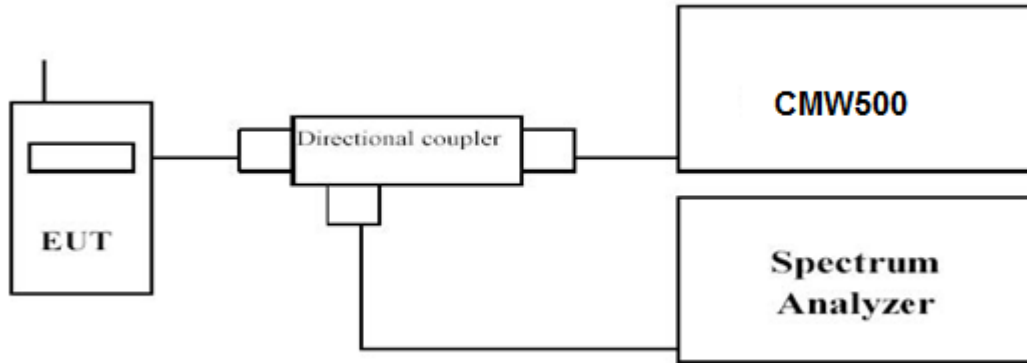 CMW500
Directional coupler
EUT
Spectrum
Analyzer